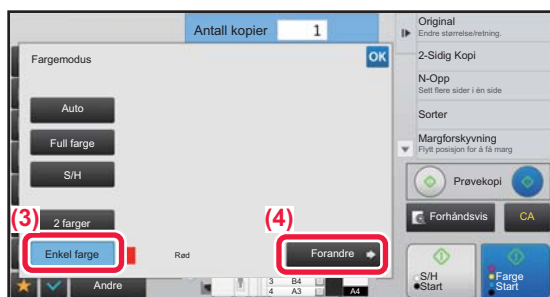 Antall kopier 1
Fargemodus
OK
Auto
Full farge
S/H
(3)
2 farger
Enkel farge
Rød
(4)
Forandre
Andre
3 B4
4 A3
A4
Original
Endre størrelse/retning.
2-Sidig Kopi
N-Opp
Sett flere sider i én side
Sorter
Margforskyvning
Flytt posisjon for å få marg
Prøvekopi
Forhåndsvis
CA
S/H
Start
Farge
Start